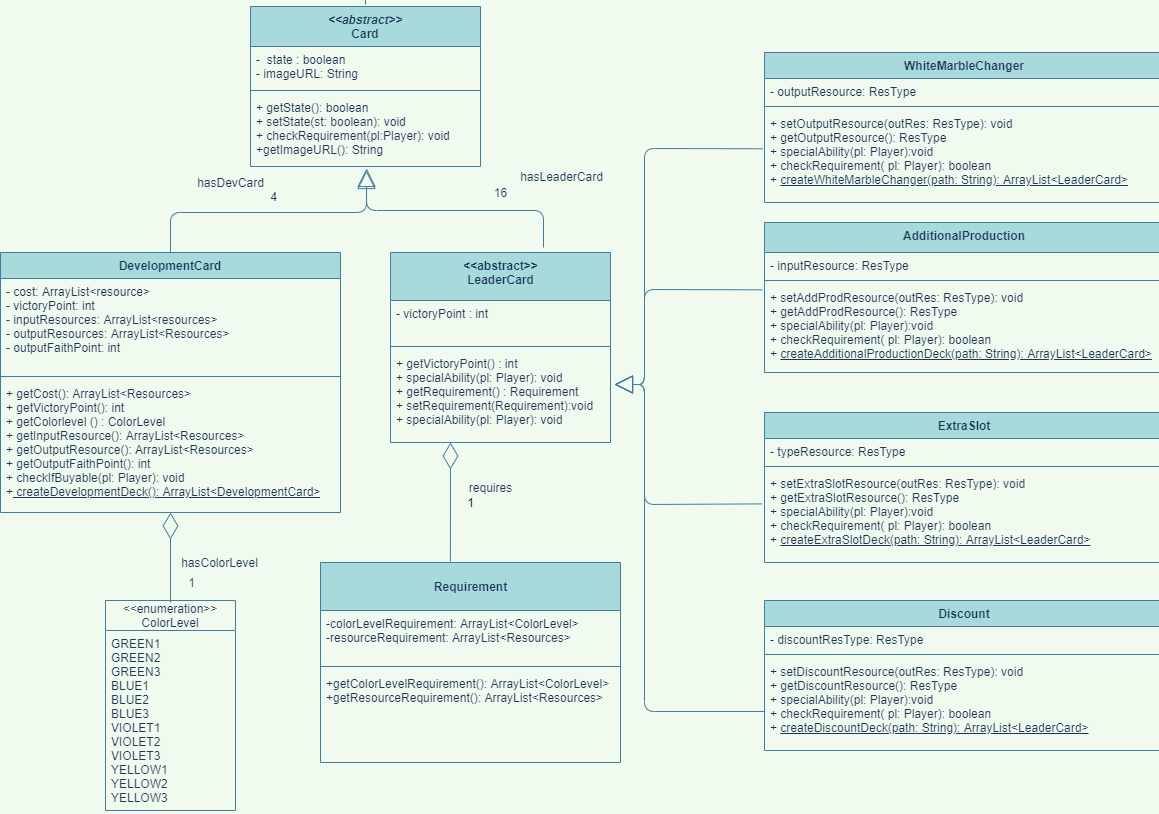 <<abstract>>
Card
-  state : boolean
- imageURL: String
+ getState(): boolean
+ setState(st: boolean): void
+ checkRequirement(pl:Player): void
+getImageURL(): String
hasDevCard
4
hasLeaderCard
16
DevelopmentCard
- cost: ArrayList<resource>
- victoryPoint: int
- inputResources: ArrayList<resources>
- outputResources: ArrayList<Resources>
- outputFaithPoint: int
+ getCost(): ArrayList<Resources>
+ getVictoryPoint(): int
+ getColorlevel () : ColorLevel
+ getInputResource(): ArrayList<Resources>
+ getOutputResource(): ArrayList<Resources>
+ getOutputFaithPoint(): int
+ checkIfBuyable(pl: Player): void
+ createDevelopmentDeck(): ArrayList<DevelopmentCard>
hasColorLevel
1
<<enumeration>>
ColorLevel
GREEN1
GREEN2
GREEN3
BLUE1
BLUE2
BLUE3
VIOLET1
VIOLET2
VIOLET3
YELLOW1
YELLOW2
YELLOW3
<<abstract>>
LeaderCard
- victoryPoint : int
+ getVictoryPoint() : int
+ specialAbility(pl: Player): void
+ getRequirement() : Requirement
+ setRequirement(Requirement):void
+ specialAbility(pl: Player): void
requires
1
Requirement
-colorLevelRequirement: ArrayList<ColorLevel>
-resourceRequirement: ArrayList<Resources>
+getColorLevelRequirement(): ArrayList<ColorLevel>
+getResourceRequirement(): ArrayList<Resources>
WhiteMarbleChanger
- outputResource: ResType
+ setOutputResource(outRes: ResType): void
+ getOutputResource(): ResType
+ specialAbility(pl: Player):void
+ checkRequirement( pl: Player): boolean
+ createWhiteMarbleChanger(path: String): ArrayList<LeaderCard>
AdditionalProduction
- inputResource: ResType
+ setAddProdResource(outRes: ResType): void
+ getAddProdResource(): ResType
+ specialAbility(pl: Player):void
+ checkRequirement( pl: Player): boolean
+ createAdditionalProductionDeck(path: String): ArrayList<LeaderCard>
ExtraSlot
- typeResource: ResType
+ setExtraSlotResource(outRes: ResType): void
+ getExtraSlotResource(): ResType
+ specialAbility(pl: Player):void
+ checkRequirement( pl: Player): boolean
+ createExtraSlotDeck(path: String): ArrayList<LeaderCard>
Discount
- discountResType: ResType
+ setDiscountResource(outRes: ResType): void
+ getDiscountResource(): ResType
+ specialAbility(pl: Player):void
+ checkRequirement( pl: Player): boolean
+ createDiscountDeck(path: String): ArrayList<LeaderCard>